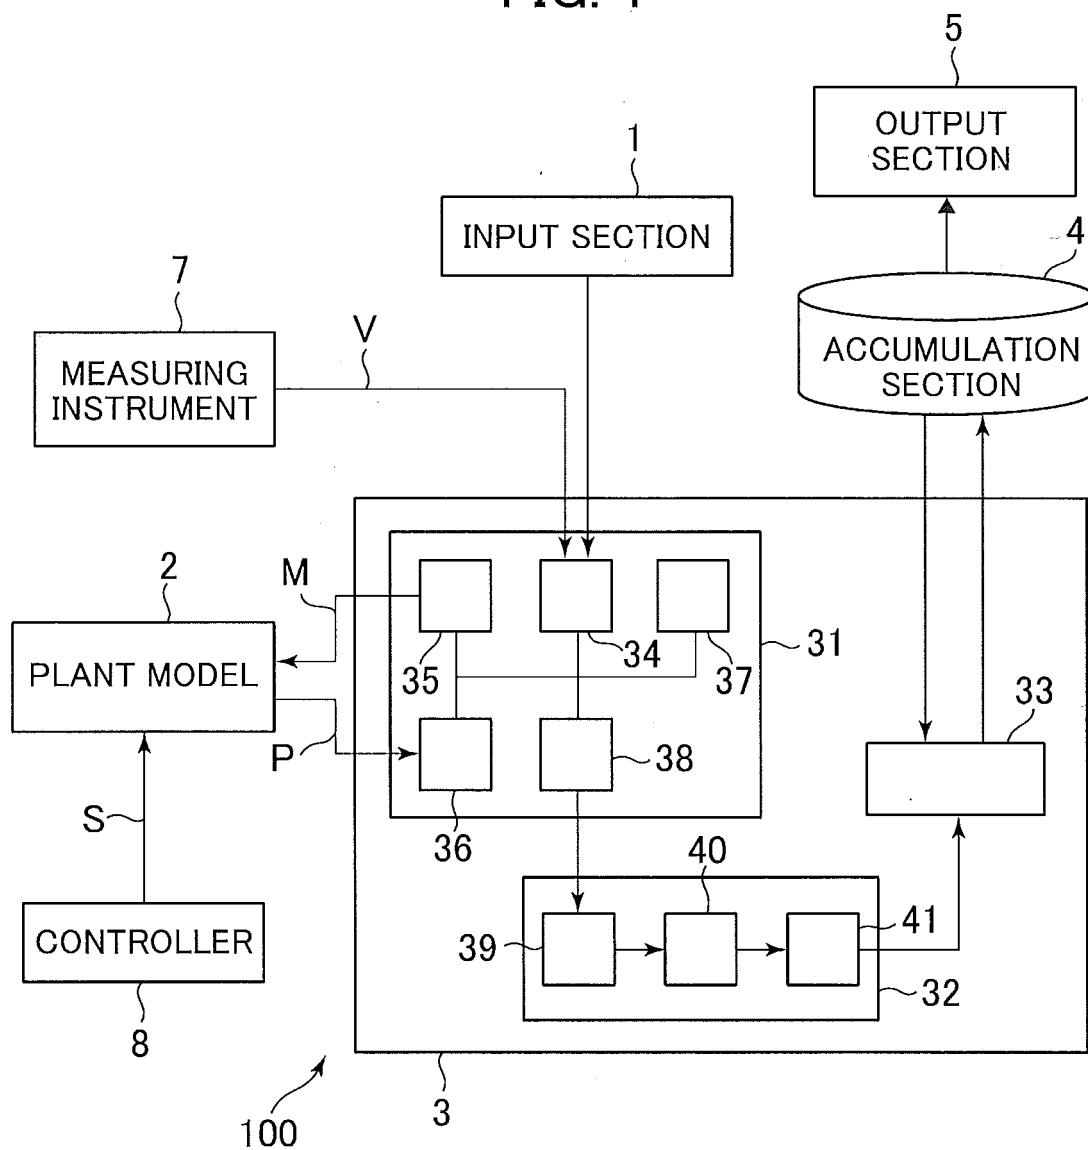 5
OUTPUT
SECTION
1
INPUT SECTION
4
7
V
ACCUMULATION
SECTION
MEASURING
INSTRUMENT
2
M
31
35
34
37
33
PLANT MODEL
P
38
S
36
40
41
CONTROLLER
39
32
8
3
100